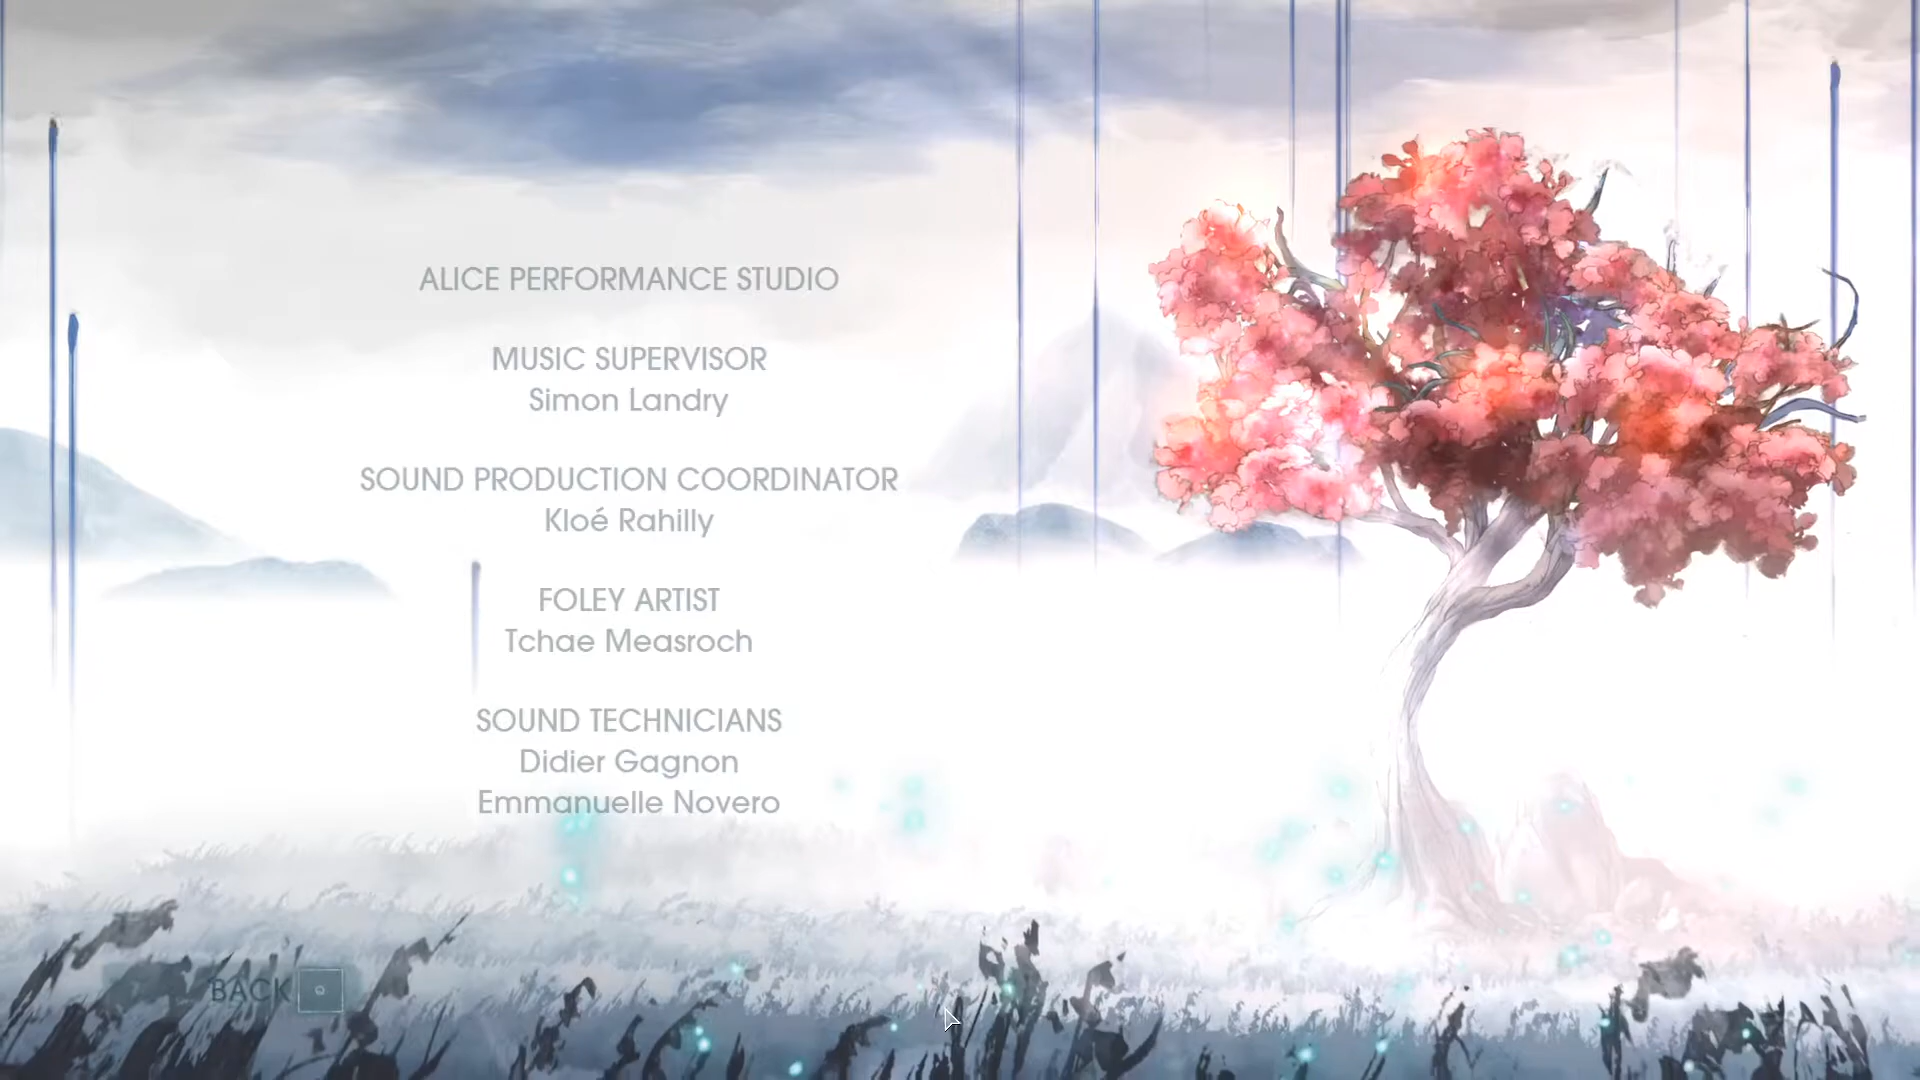 ALICE PERFORMANCE STUDIO
MUSIC SUPERVISOR
Simon Landry
SOUND PRODUCTION COORDINATOR
Kloé Rahilly
FOLEY ARTIST
Tchae Measroch
SOUND TECHNICIANS
Didier Gagnon
Emmanuelle Novero
BACK